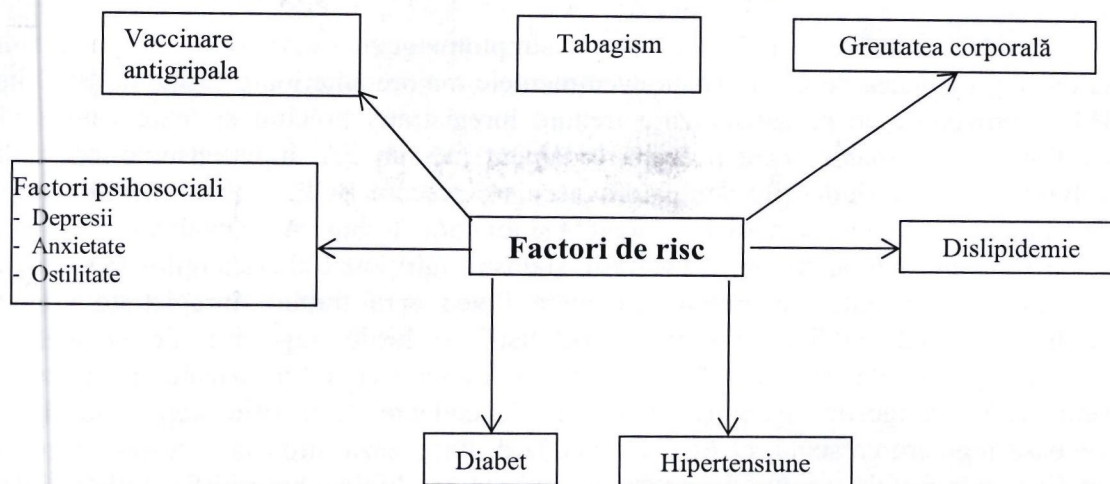 Vaccinare
antigripala
Tabagism
Greutatea corporală
Factori psihosociali
- Depresii
- Anxietate
- Ostilitate
Factori de risc
Dislipidemie
Diabet
Hipertensiune